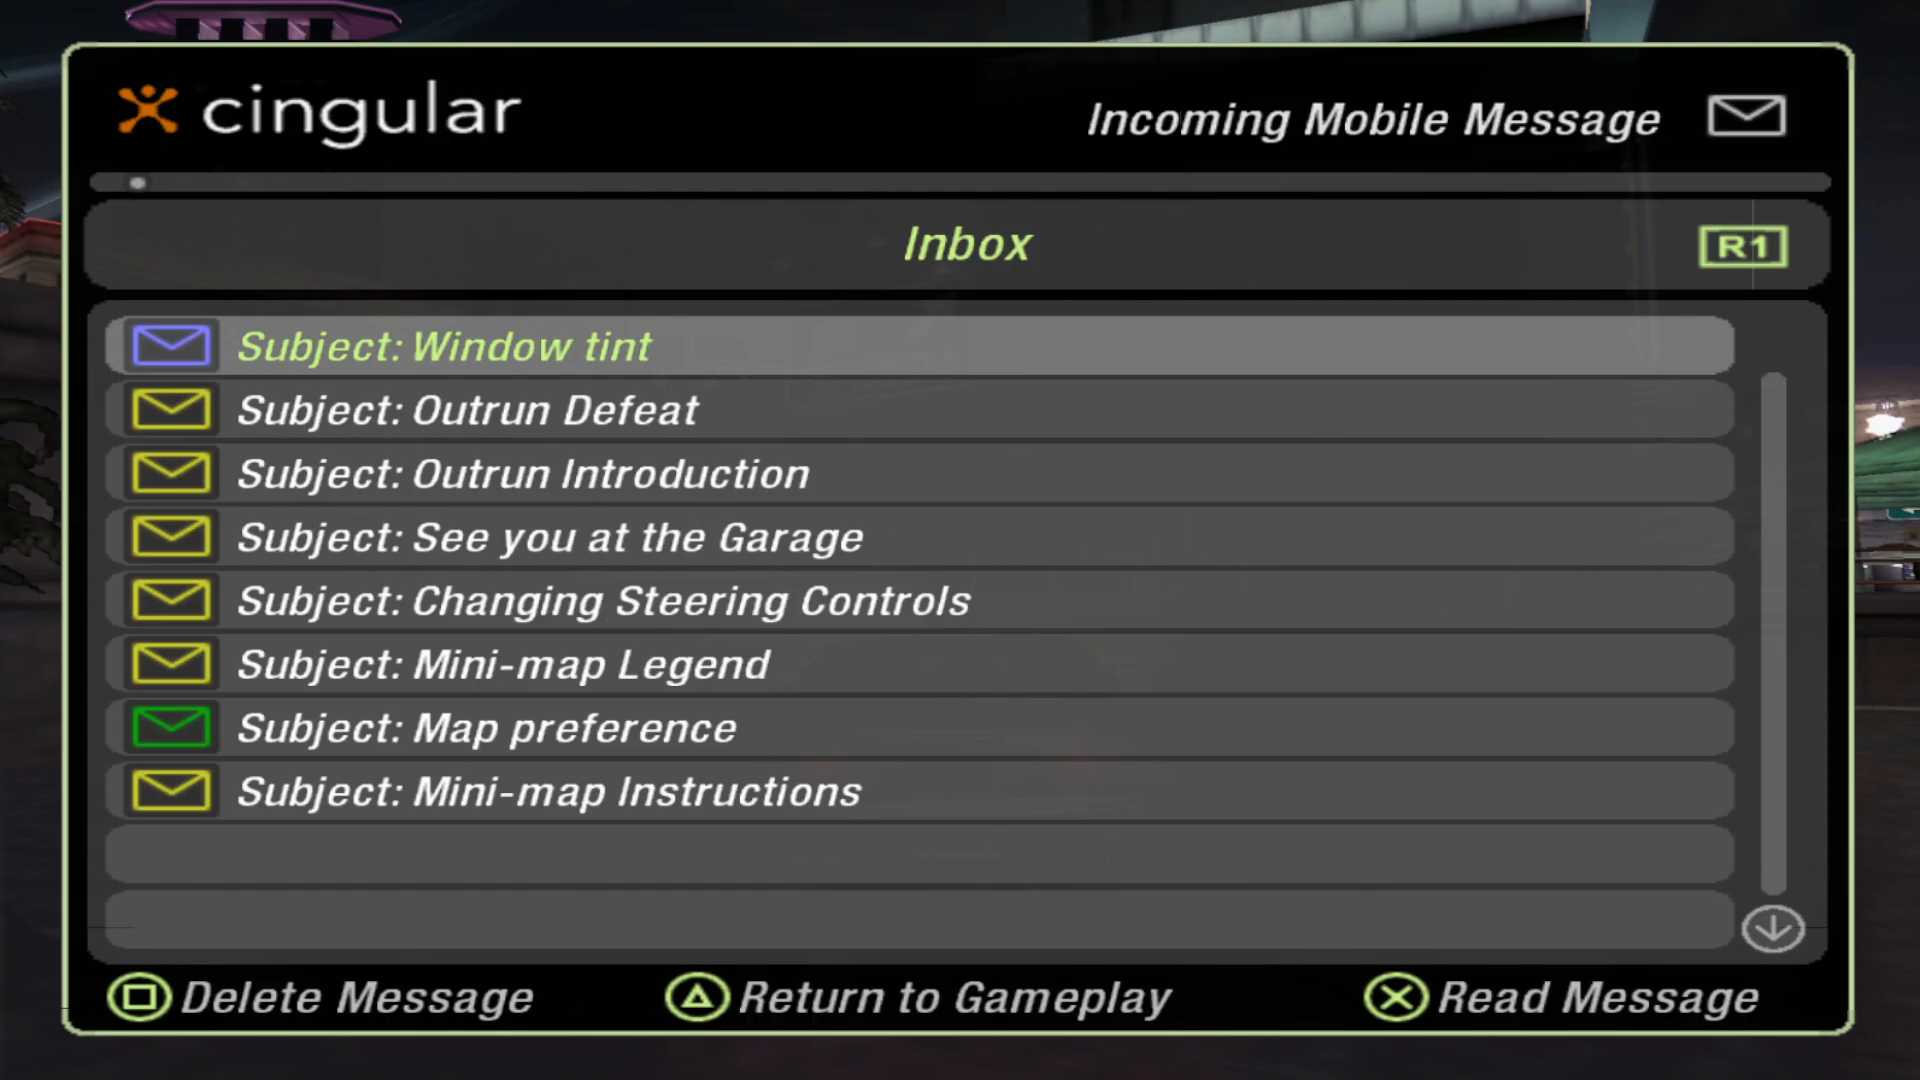 cingular
Incoming Mobile Message
Inbox
R1
Subject: Window tint
Subject: Outrun Defeat
Subject: Outrun Introduction
Subject: See you at the Garage
Subject: Changing Steering Controls
Subject: Mini-map Legend
Subject: Map preference
Subject: Mini-map Instructions
Delete Message
Return to Gameplay
Read Message